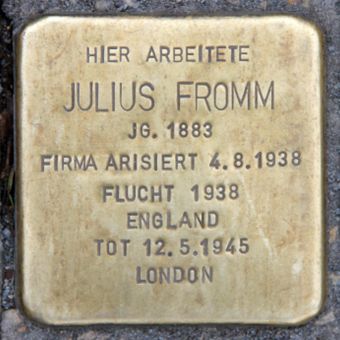 HIER ARBEITETE
JULIUS FROMM
JG. 1883
FIRMA ARISIERT 4.8.1938
FLUCHT 1938
ENGLAND
TOT 12.5.1945
LONDON